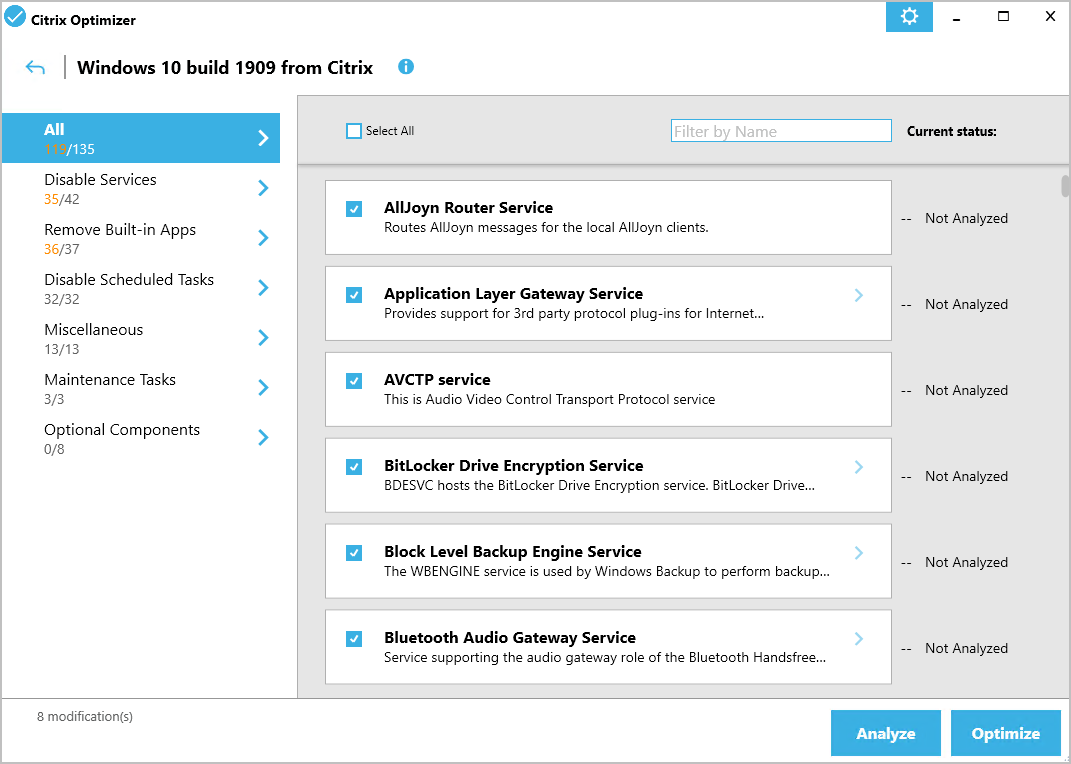 Citrix Optimizer
Windows 10 build 1909 from Citrix
All
119/135
Disable Services
35/42
Remove Built-in Apps
36/37
Disable Scheduled Tasks
32/32
Miscellaneous
13/13
Maintenance Tasks
3/3
Optional Components
0/8
Select All
Filter by Name
Current status:
AllJoyn Router Service
Routes AllJoyn messages for the local AllJoyn clients.
-- Not Analyzed
Application Layer Gateway Service
Provides support for 3rd party protocol plug-ins for Internet...
-- Not Analyzed
AVCTP service
This is Audio Video Control Transport Protocol service
-- Not Analyzed
BitLocker Drive Encryption Service
BDESVC hosts the BitLocker Drive Encryption service. BitLocker Drive...
-- Not Analyzed
Block Level Backup Engine Service
The WBENGINE service is used by Windows Backup to perform backup...
-- Not Analyzed
Bluetooth Audio Gateway Service
Service supporting the audio gateway role of the Bluetooth Handsfree...
-- Not Analyzed
8 modification(s)
Analyze
Optimize